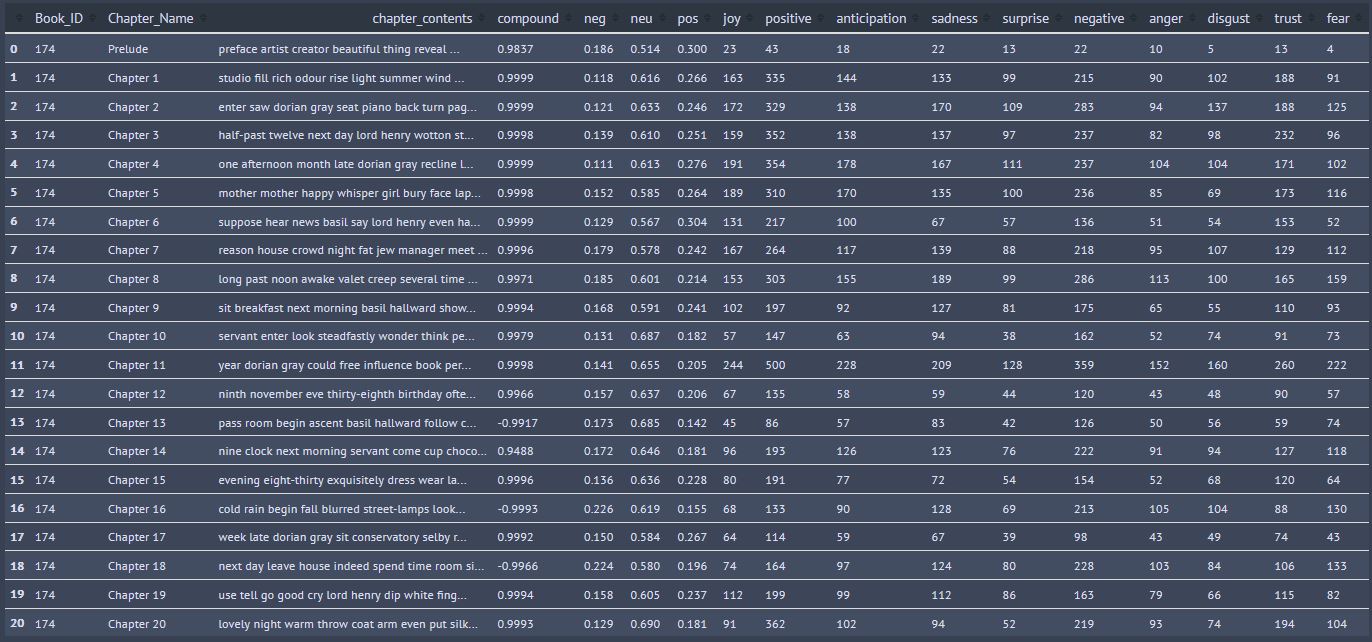 Book_ID Chapter_Name chapter_contents compound neg neu pos joy positive anticipation sadness surprise negative anger disgust trust fear
0 174 Prelude preface artist creator beautiful thing reveal ... 0.9837 0.186 0.514 0.300 23 43 18 22 13 22 10 5 13 4
1 174 Chapter 1 studio fill rich odour rise light summer wind ... 0.9999 0.118 0.616 0.266 163 335 144 133 99 215 90 102 188 91
2 174 Chapter 2 enter saw dorian gray seat piano back turn pag... 0.9999 0.121 0.633 0.246 172 329 138 170 109 283 94 137 188 125
3 174 Chapter 3 half-past twelve next day lord henry wotton st... 0.9998 0.139 0.610 0.251 159 352 138 137 97 237 82 98 232 96
4 174 Chapter 4 one afternoon month late dorian gray recline l... 0.9999 0.111 0.613 0.276 191 354 178 167 111 237 104 104 171 102
5 174 Chapter 5 mother mother happy whisper girl bury face lap... 0.9998 0.152 0.585 0.264 189 310 170 135 100 236 85 69 173 116
6 174 Chapter 6 suppose hear news basil say lord henry even ha... 0.9999 0.129 0.567 0.304 131 217 100 67 57 136 51 54 153 52
7 174 Chapter 7 reason house crowd night fat jew manager meet ... 0.9996 0.179 0.578 0.242 167 264 117 139 88 218 95 107 129 112
8 174 Chapter 8 long past noon awake valet creep several time ... 0.9971 0.185 0.601 0.214 153 303 155 189 99 286 113 100 165 159
9 174 Chapter 9 sit breakfast next morning basil hallward show... 0.9994 0.168 0.591 0.241 102 197 92 127 81 175 65 55 110 93
10 174 Chapter 10 servant enter look steadfastly wonder think pe... 0.9979 0.131 0.687 0.182 57 147 63 94 38 162 52 74 91 73
11 174 Chapter 11 year dorian gray could free influence book per... 0.9998 0.141 0.655 0.205 244 500 228 209 128 359 152 160 260 222
12 174 Chapter 12 ninth november eve thirty-eighth birthday ofte... 0.9966 0.157 0.637 0.206 67 135 58 59 44 120 43 48 90 57
13 174 Chapter 13 pass room begin ascent basil hallward follow c... -0.9917 0.173 0.685 0.142 45 86 57 83 42 126 50 56 59 74
14 174 Chapter 14 nine clock next morning servant come cup choco... 0.9488 0.172 0.646 0.181 96 193 126 123 76 222 91 94 127 118
15 174 Chapter 15 evening eight-thirty exquisitely dress wear la... 0.9996 0.136 0.636 0.228 80 191 77 72 54 154 52 68 120 64
16 174 Chapter 16 cold rain begin fall blurred street-lamps look... -0.9993 0.226 0.619 0.155 68 133 90 128 69 213 105 104 88 130
17 174 Chapter 17 week late dorian gray sit conservatory selby r... 0.9992 0.150 0.584 0.267 64 114 59 67 39 98 43 49 74 43
18 174 Chapter 18 next day leave house indeed spend time room si... -0.9966 0.224 0.580 0.196 74 164 97 124 80 228 103 84 106 133
19 174 Chapter 19 use tell go good cry lord henry dip white fing... 0.9994 0.158 0.605 0.237 112 199 99 112 86 163 79 66 115 82
20 174 Chapter 20 lovely night warm throw coat arm even put silk... 0.9993 0.129 0.690 0.181 91 362 102 94 52 219 93 74 194 104